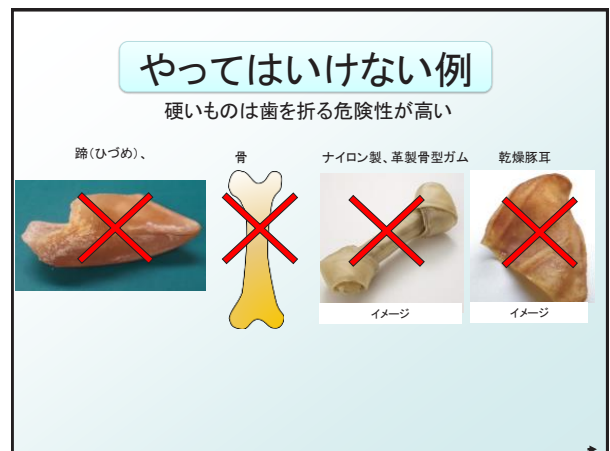 やってはいけない例
硬いものは歯を折る危険性が高い
蹄(ひづめ)、
骨
ナイロン製、革製骨型ガム
乾燥豚耳
イメージ
イメージ